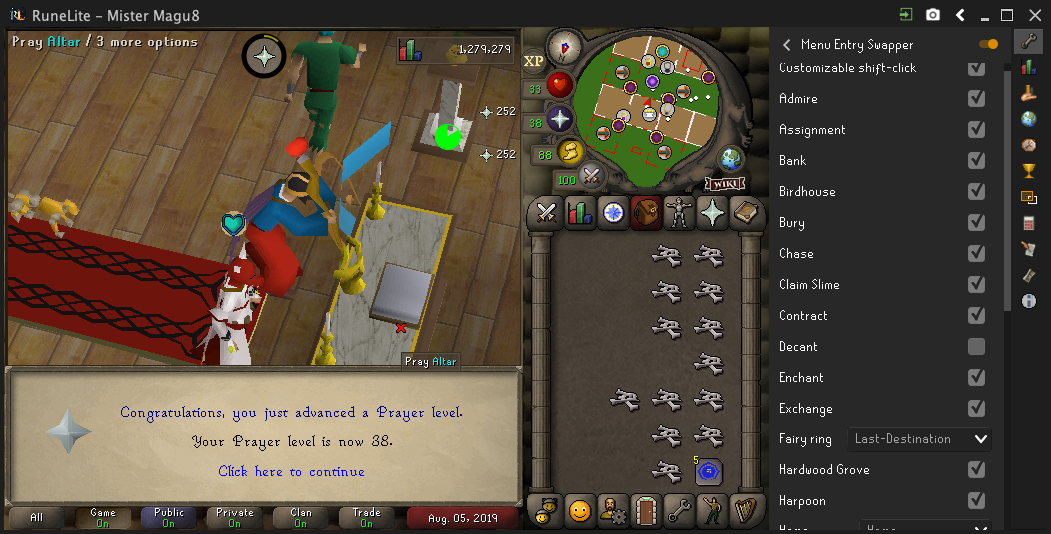 RuneLite - Mister Magu8
Pray Altar / 3 more options
1,279,279
252
252
Pray Altar
Congratulations, you just advanced a Prayer level.
Your Prayer level is now 38.
Click here to continue
All
Game
On
Public
On
Private
On
Clan
On
Trade
On
Aug. 05, 2019
XP
33
38
88
100
WIKI
5
Menu Entry Swapper
Customizable shift-click
Admire
Assignment
Bank
Birdhouse
Bury
Chase
Claim Slime
Contract
Decant
Enchant
Exchange
Fairy ring
Last-Destination
Hardwood Grove
Harpoon